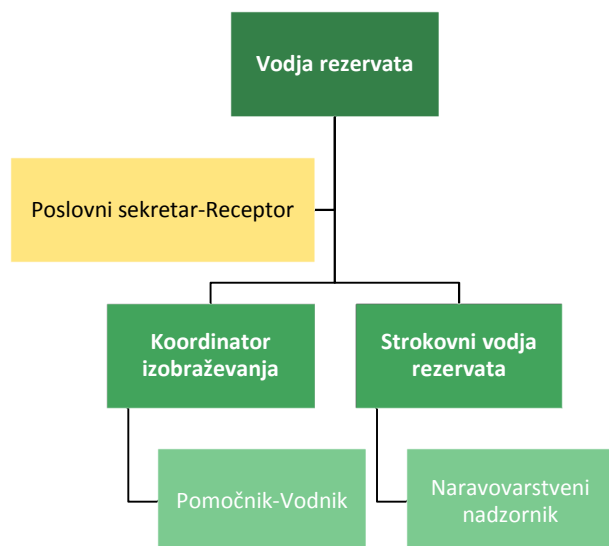 Vodja rezervata
Poslovni sekretar-Receptor
Koordinator
izobraževanja
Strokovni vodja
rezervata
Pomočnik-Vodnik
Naravovarstveni
nadzornik